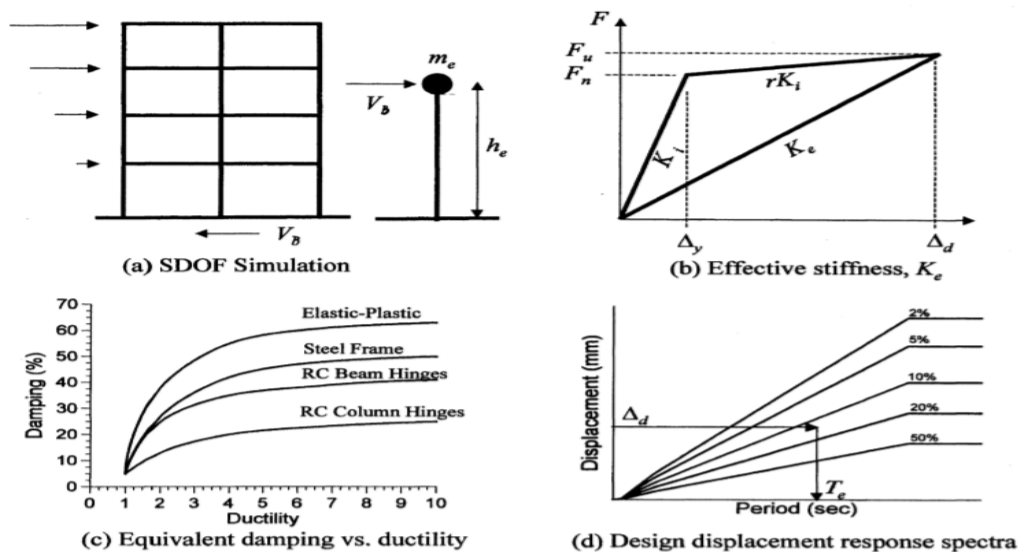 m_e
V_B
h_e
V_B
(a) SDOF Simulation
F
F_u
F_n
rK_i
K_i
K_e
Δ_y
Δ_d
(b) Effective stiffness, K_e
70
60
50
40
30
20
10
0
Damping (%)
Elastic-Plastic
Steel Frame
RC Beam Hinges
RC Column Hinges
0 1 2 3 4 5 6 7 8 9 10
Ductility
(c) Equivalent damping vs. ductility
Displacement (mm)
2%
5%
10%
20%
50%
Δ_d
T_e
Period (sec)
(d) Design displacement response spectra